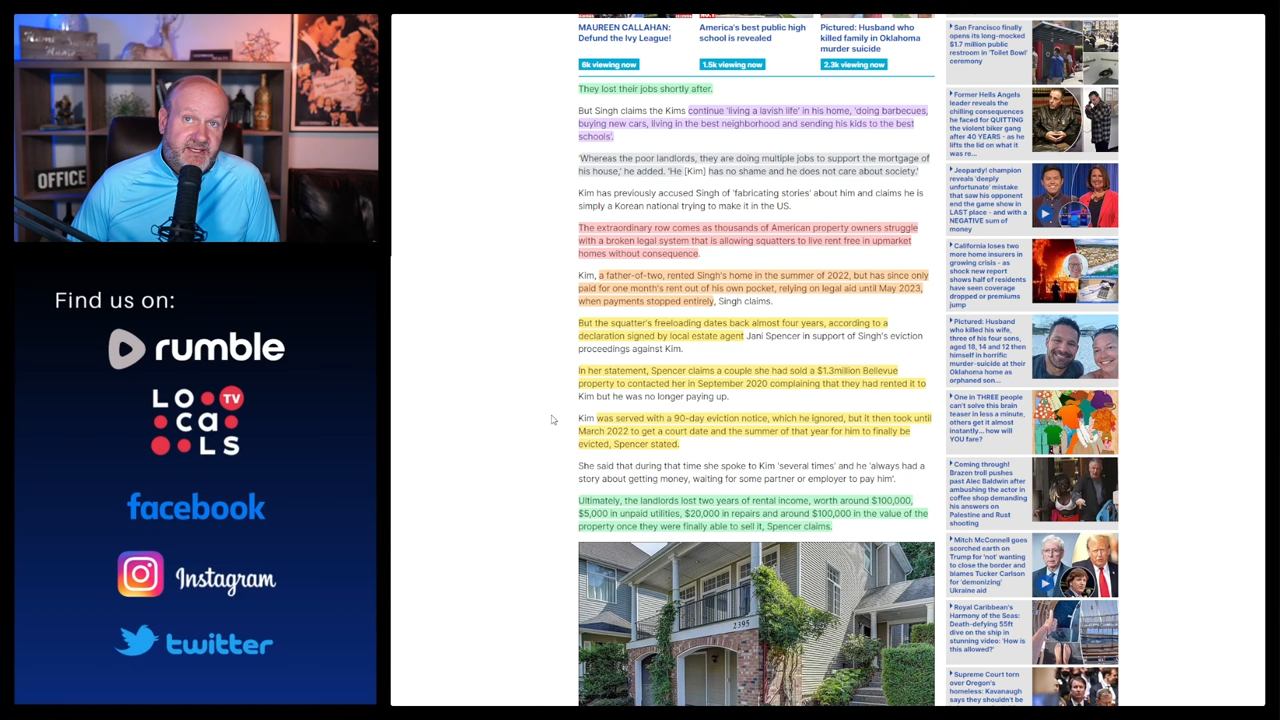 OFFICE
Find us on:
rumble
LO TV
CA
OLS
facebook
Instagram
twitter
MAUREEN CALLAHAN:
Defund the Ivy League!
6k viewing now
America's best public high
school is revealed
1.5k viewing now
Pictured: Husband who
killed family in Oklahoma
murder suicide
2.3k viewing now
They lost their jobs shortly after.
But Singh claims the Kims continue 'living a lavish life' in his home, 'doing barbecues,
buying new cars, living in the best neighborhood and sending his kids to the best
schools'.
'Whereas the poor landlords, they are doing multiple jobs to support the mortgage of
his house,' he added. 'He [Kim] has no shame and he does not care about society.'
Kim has previously accused Singh of 'fabricating stories' about him and claims he is
simply a Korean national trying to make it in the US.
The extraordinary row comes as thousands of American property owners struggle
with a broken legal system that is allowing squatters to live rent free in upmarket
homes without consequence.
Kim, a father-of-two, rented Singh's home in the summer of 2022, but has since only
paid for one month's rent out of his own pocket, relying on legal aid until May 2023,
when payments stopped entirely, Singh claims.
But the squatter's freeloading dates back almost four years, according to a
declaration signed by local estate agent Jani Spencer in support of Singh's eviction
proceedings against Kim.
In her statement, Spencer claims a couple she had sold a $1.3million Bellevue
property to contacted her in September 2020 complaining that they had rented it to
Kim but he was no longer paying up.
Kim was served with a 90-day eviction notice, which he ignored, but it then took until
March 2022 to get a court date and the summer of that year for him to finally be
evicted, Spencer stated.
She said that during that time she spoke to Kim 'several times' and he 'always had a
story about getting money, waiting for some partner or employer to pay him'.
Ultimately, the landlords lost two years of rental income, worth around $100,000,
$5,000 in unpaid utilities, $20,000 in repairs and around $100,000 in the value of the
property once they were finally able to sell it, Spencer claims.
2395
San Francisco finally
opens its long-mocked
$1.7 million public
restroom in 'Toilet Bowl'
ceremony
Former Hells Angels
leader reveals the
chilling consequences
he faced for QUITTING
the violent biker gang
after 40 YEARS - as he
lifts the lid on what it
was re...
Jeopardy! champion
reveals 'deeply
unfortunate' mistake
that saw his opponent
end the game show in
LAST place - and with a
NEGATIVE sum of
money
California loses two
more home insurers in
growing crisis - as
shock new report
shows half of residents
have seen coverage
dropped or premiums
jump
Pictured: Husband
who killed his wife,
three of his four sons,
aged 18, 14 and 12 then
himself in horrific
murder-suicide at their
Oklahoma home as
orphaned son...
One in THREE people
can't solve this brain
teaser in less a minute,
others get it almost
instantly... how will
YOU fare?
Coming through!
Brazen troll pushes
past Alec Baldwin after
ambushing the actor in
coffee shop demanding
his answers on
Palestine and Rust
shooting
Mitch McConnell goes
scorched earth on
Trump for 'not' wanting
to close the border and
blames Tucker Carlson
for 'demonizing'
Ukraine aid
Royal Caribbean's
Harmony of the Seas:
Death-defying 55ft
dive on the ship in
stunning video: 'How is
this allowed?'
Supreme Court torn
over Oregon's
homeless: Kavanaugh
says they shouldn't be